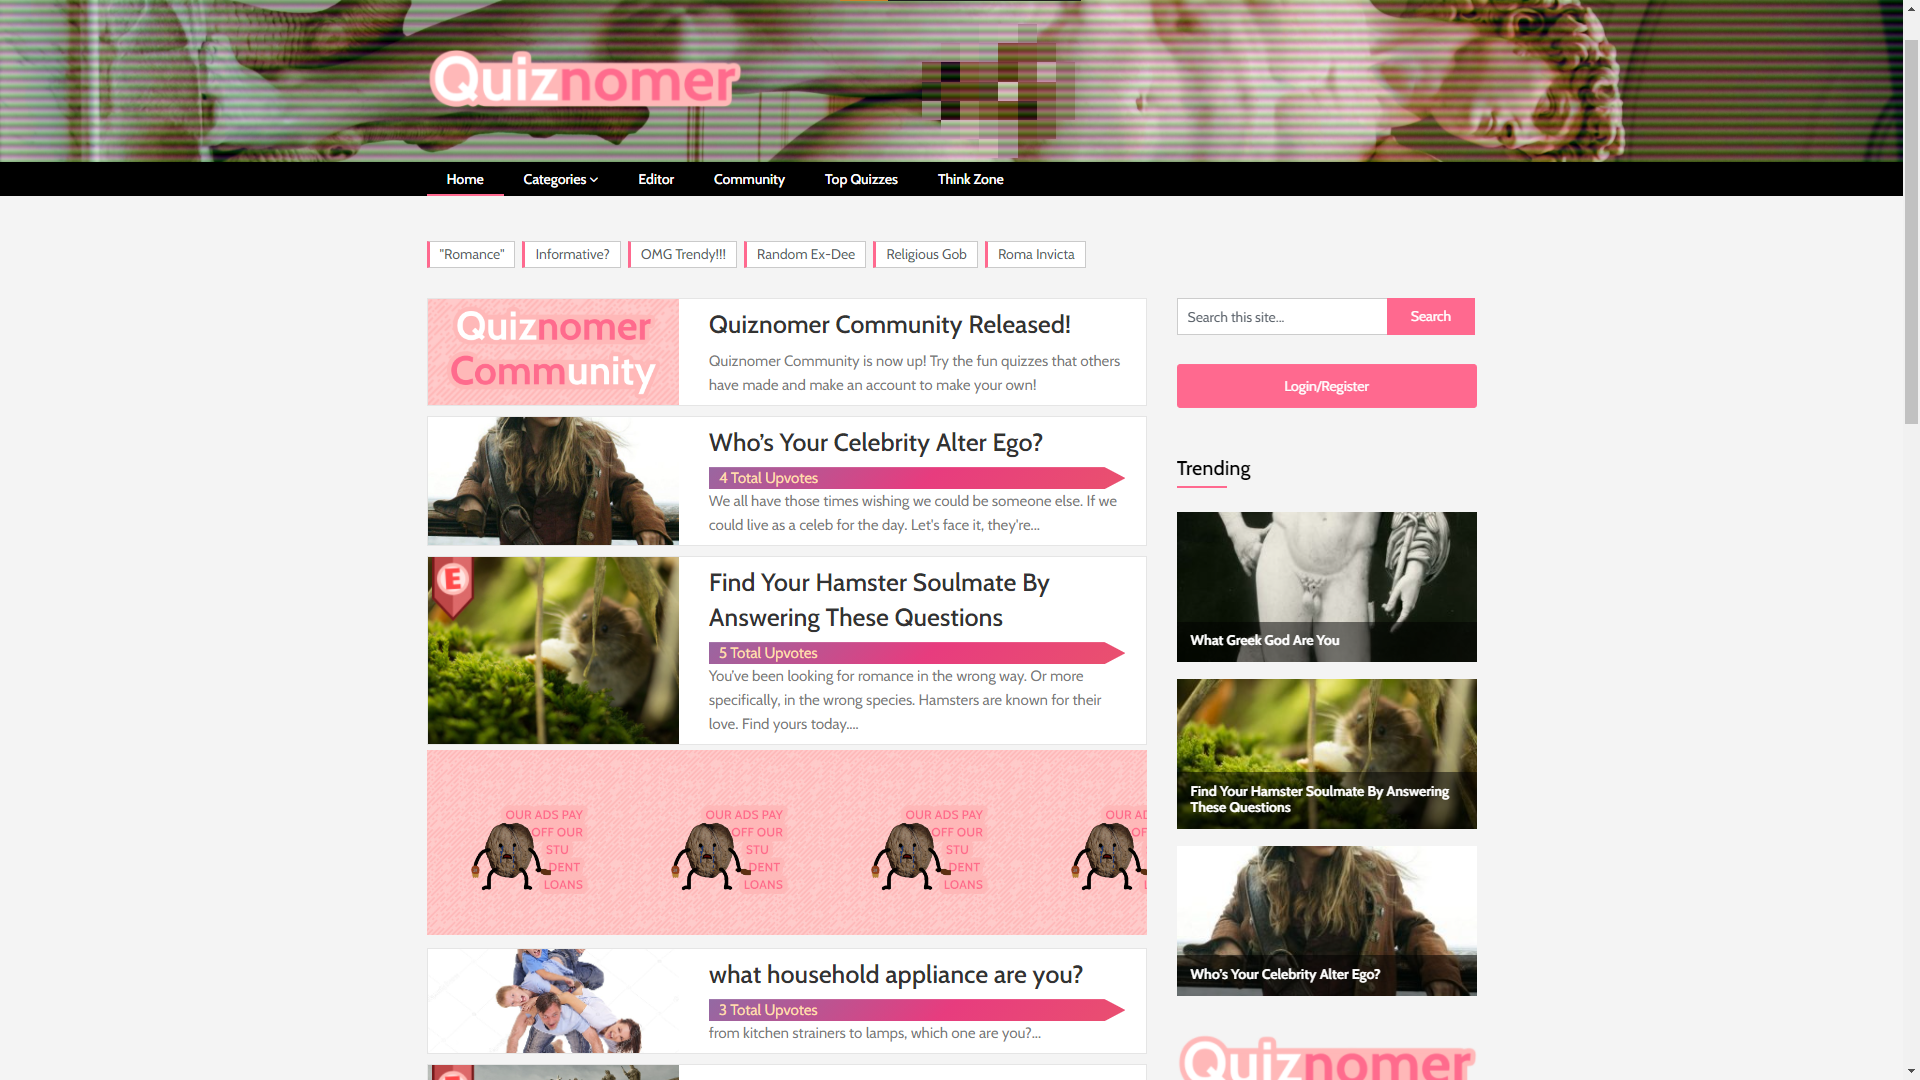 Quiznomer
Home
Categories
Editor
Community
Top Quizzes
Think Zone
"Romance"
Informative?
OMG Trendy!!!
Random Ex-Dee
Religious Gob
Roma Invicta
Quiznomer
Community
Quiznomer Community Released!
Quiznomer Community is now up! Try the fun quizzes that others
have made and make an account to make your own!
Who's Your Celebrity Alter Ego?
4 Total Upvotes
We all have those times wishing we could be someone else. If we
could live as a celeb for the day. Let's face it, they're...
E
Find Your Hamster Soulmate By
Answering These Questions
5 Total Upvotes
You've been looking for romance in the wrong way. Or more
specifically, in the wrong species. Hamsters are known for their
love. Find yours today....
OUR ADS PAY
OFF OUR
STU
DENT
LOANS
OUR ADS PAY
OFF OUR
STU
DENT
LOANS
OUR ADS PAY
OFF OUR
STU
DENT
LOANS
OUR AD
OF
what household appliance are you?
3 Total Upvotes
from kitchen strainers to lamps, which one are you?...
E
Search this site...
Search
Login/Register
Trending
What Greek God Are You
Find Your Hamster Soulmate By Answering
These Questions
Who's Your Celebrity Alter Ego?
Quiznomer